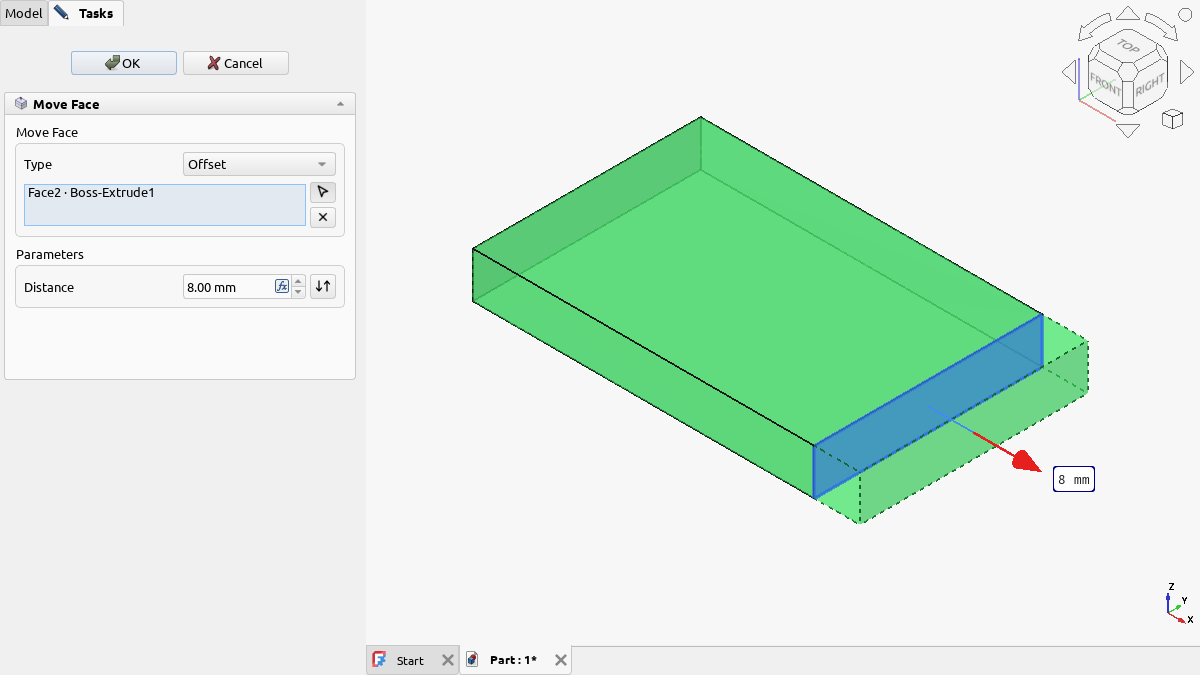 Model
Tasks
OK
Cancel
Move Face
Move Face
Type
Offset
Face2 · Boss-Extrude1
Parameters
Distance
8.00 mm
fx
TOP
FRONT
RIGHT
8 mm
Z
Y
X
Start
Part : 1*